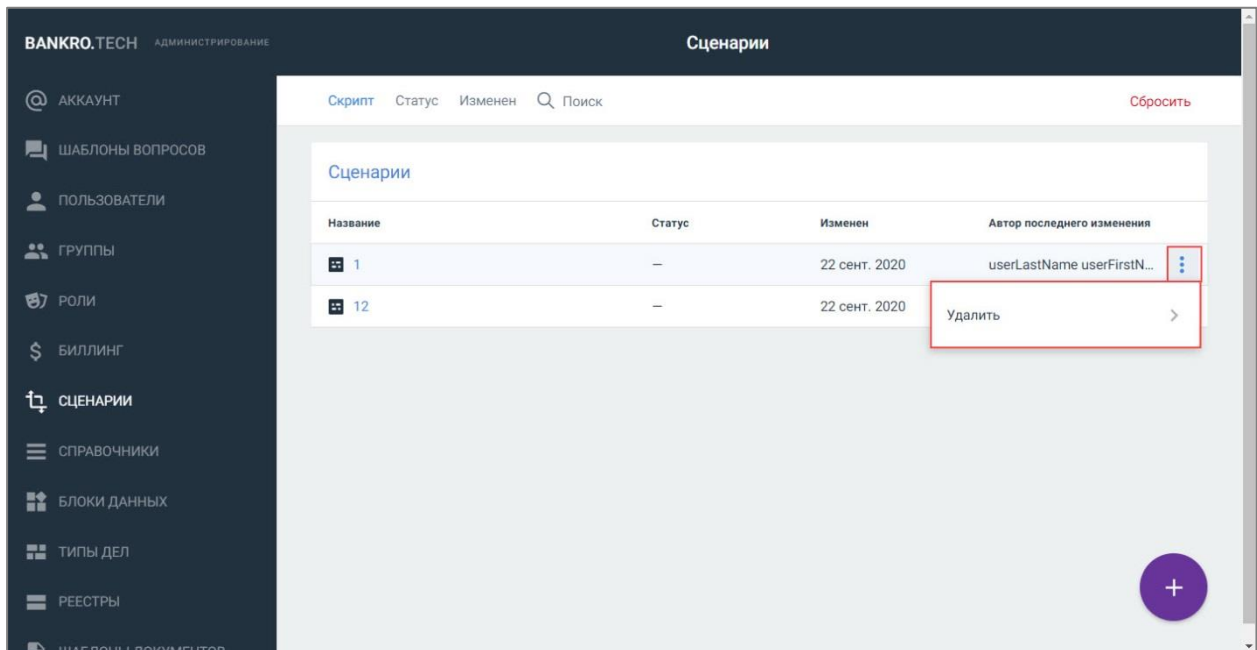 BANKRO.TECH АДМИНИСТРИРОВАНИЕ Сценарии
АККАУНТ
ШАБЛОНЫ ВОПРОСОВ
ПОЛЬЗОВАТЕЛИ
ГРУППЫ
РОЛИ
БИЛЛИНГ
СЦЕНАРИИ
СПРАВОЧНИКИ
БЛОКИ ДАННЫХ
ТИПЫ ДЕЛ
РЕЕСТРЫ
ШАБЛОНЫ ДОКУМЕНТОВ
Скрипт Статус Изменен Поиск Сбросить
Сценарии
Название Статус Изменен Автор последнего изменения
1 — 22 сент. 2020 userLastName userFirstN...
12 — 22 сент. 2020
Удалить